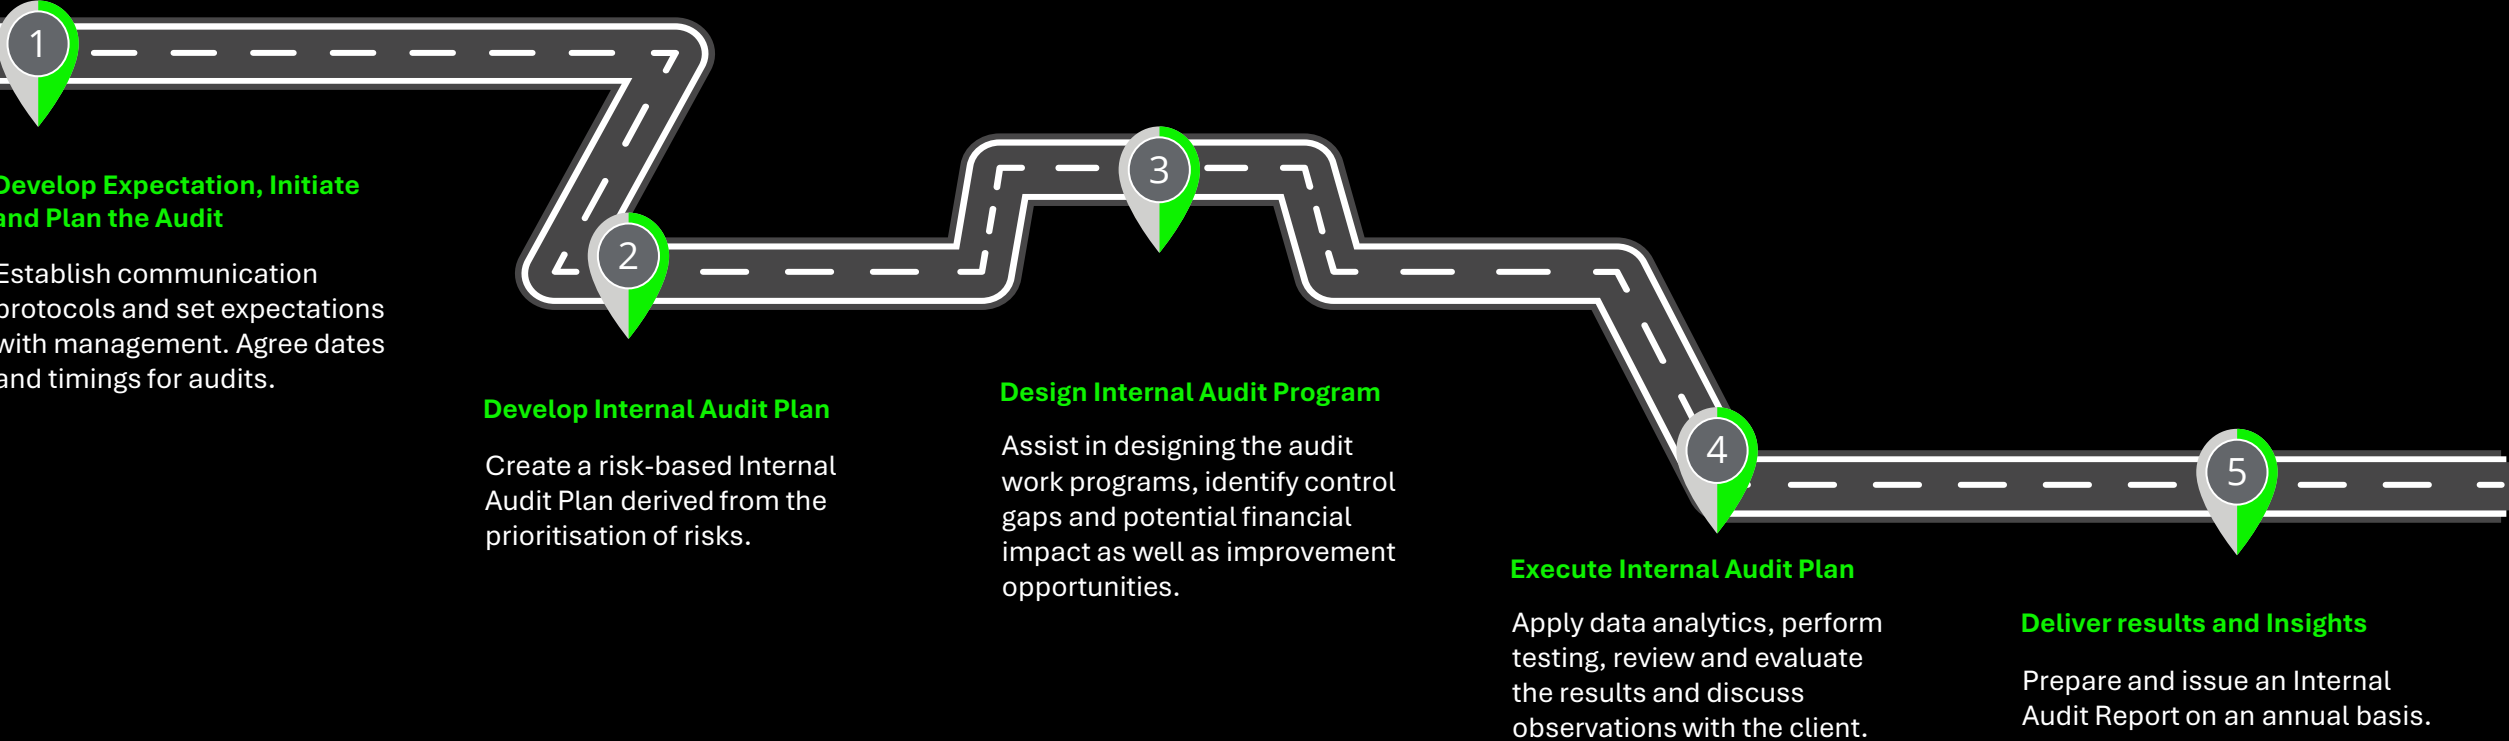 1
Develop Expectation, Initiate
and Plan the Audit
Establish communication
protocols and set expectations
with management. Agree dates
and timings for audits.
2
Develop Internal Audit Plan
Create a risk-based Internal
Audit Plan derived from the
prioritisation of risks.
3
Design Internal Audit Program
Assist in designing the audit
work programs, identify control
gaps and potential financial
impact as well as improvement
opportunities.
4
Execute Internal Audit Plan
Apply data analytics, perform
testing, review and evaluate
the results and discuss
observations with the client.
5
Deliver results and Insights
Prepare and issue an Internal
Audit Report on an annual basis.